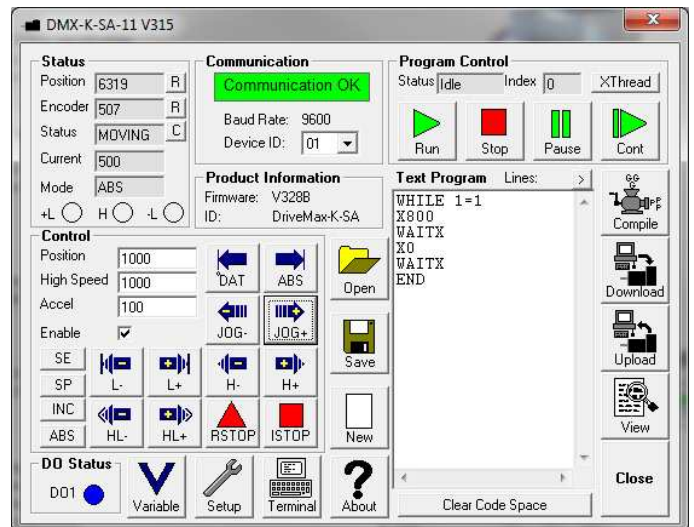 DMX-K-SA-11 V315
Status
Position 6319 R
Encoder 507 R
Status MOVING C
Current 500
Mode ABS
+L H -L
Communication
Communication OK
Baud Rate: 9600
Device ID: 01
Product Information
Firmware: V328B
ID: DriveMax-K-SA
Program Control
Status Idle Index 0 XThread
Run Stop Pause Cont
Text Program Lines: >
WHILE 1=1
X800
WAITX
X0
WAITX
END
Clear Code Space
Control
Position 1000
High Speed 1000
Accel 100
Enable
DAT ABS
JOG- JOG+
SE
SP
INC
ABS
L- L+ H- H+
HL- HL+ RSTOP ISTOP
Open
Save
New
Compile
Download
Upload
View
Close
DO Status
DO1
Variable Setup Terminal About